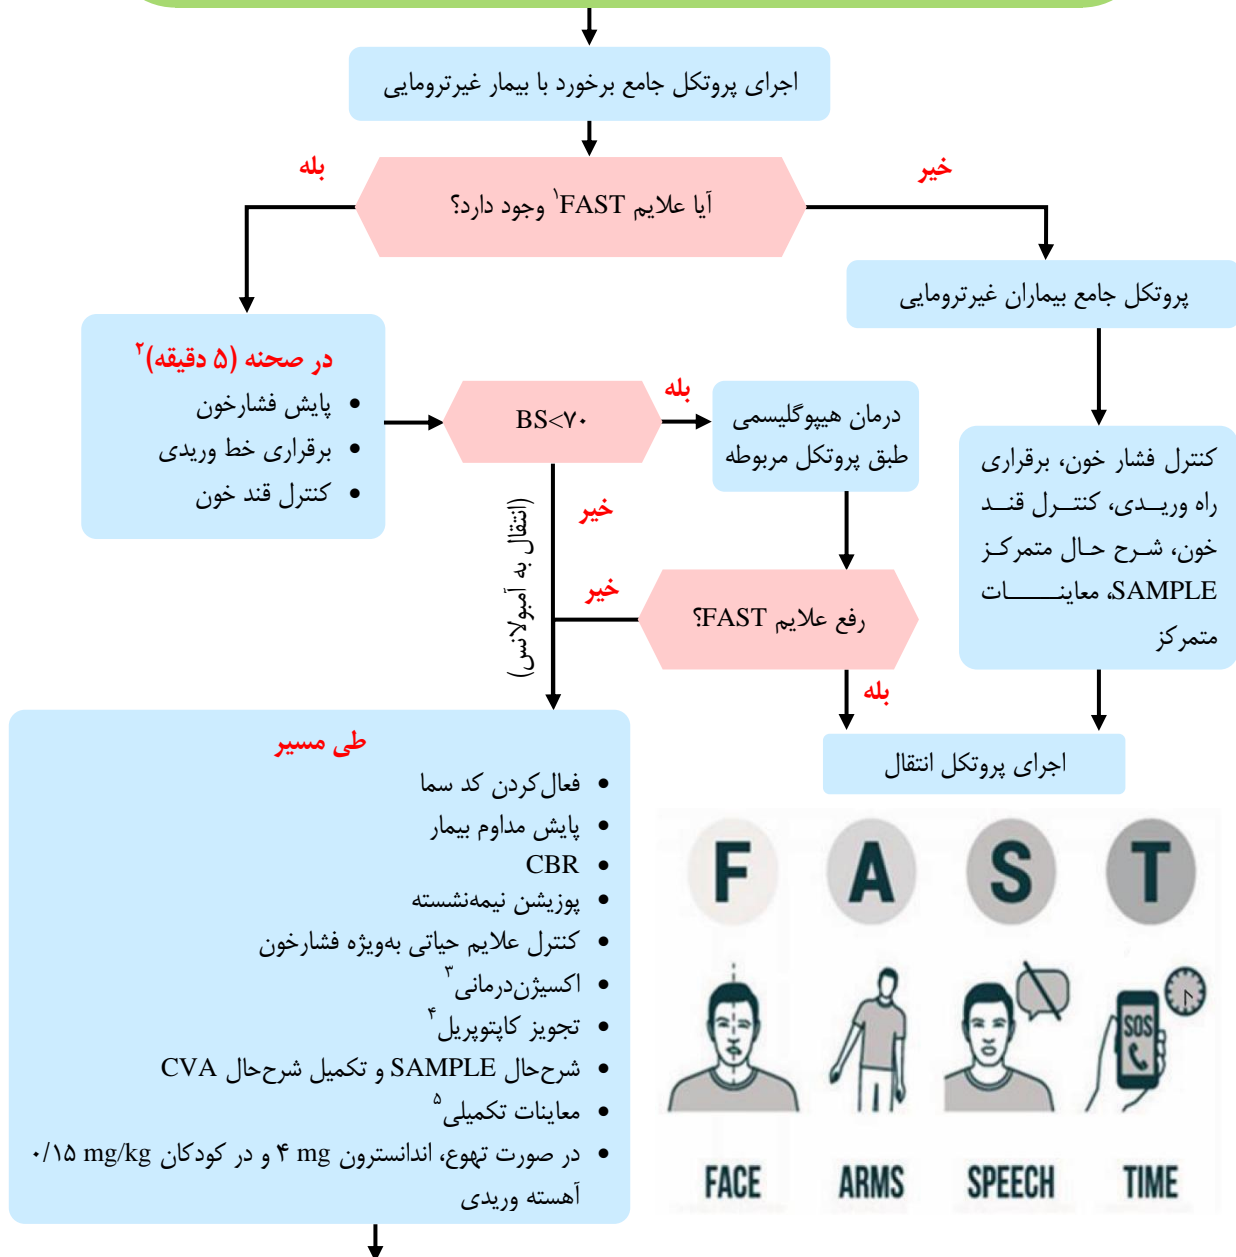 اجرای پروتکل جامع برخورد با بیمار غیرترومایی
آیا علایم FAST۱ وجود دارد؟
بله
خیر
پروتکل جامع بیماران غیرترومایی
در صحنه (۵ دقیقه)۲
• پایش فشارخون
• برقراری خط وریدی
• کنترل قند خون
BS<۷۰
بله
خیر
درمان هیپوگلیسمی
طبق پروتکل مربوطه
کنترل فشار خون، برقراری
راه وریدی، کنترل قند
خون، شرح حال متمرکز
SAMPLE، معاینات
متمرکز
(انتقال به آمبولانس)
رفع علایم FAST؟
خیر
بله
اجرای پروتکل انتقال
طی مسیر
• فعال‌کردن کد سما
• پایش مداوم بیمار
• CBR
• پوزیشن نیمه‌نشسته
• کنترل علایم حیاتی به‌ویژه فشارخون
• اکسیژن‌درمانی۳
• تجویز کاپتوپریل۴
• شرح‌حال SAMPLE و تکمیل شرح‌حال CVA
• معاینات تکمیلی۵
• در صورت تهوع، اندانسترون ۴ mg و در کودکان ۰/۱۵ mg/kg
آهسته وریدی
F A S T
SOS
FACE ARMS SPEECH TIME